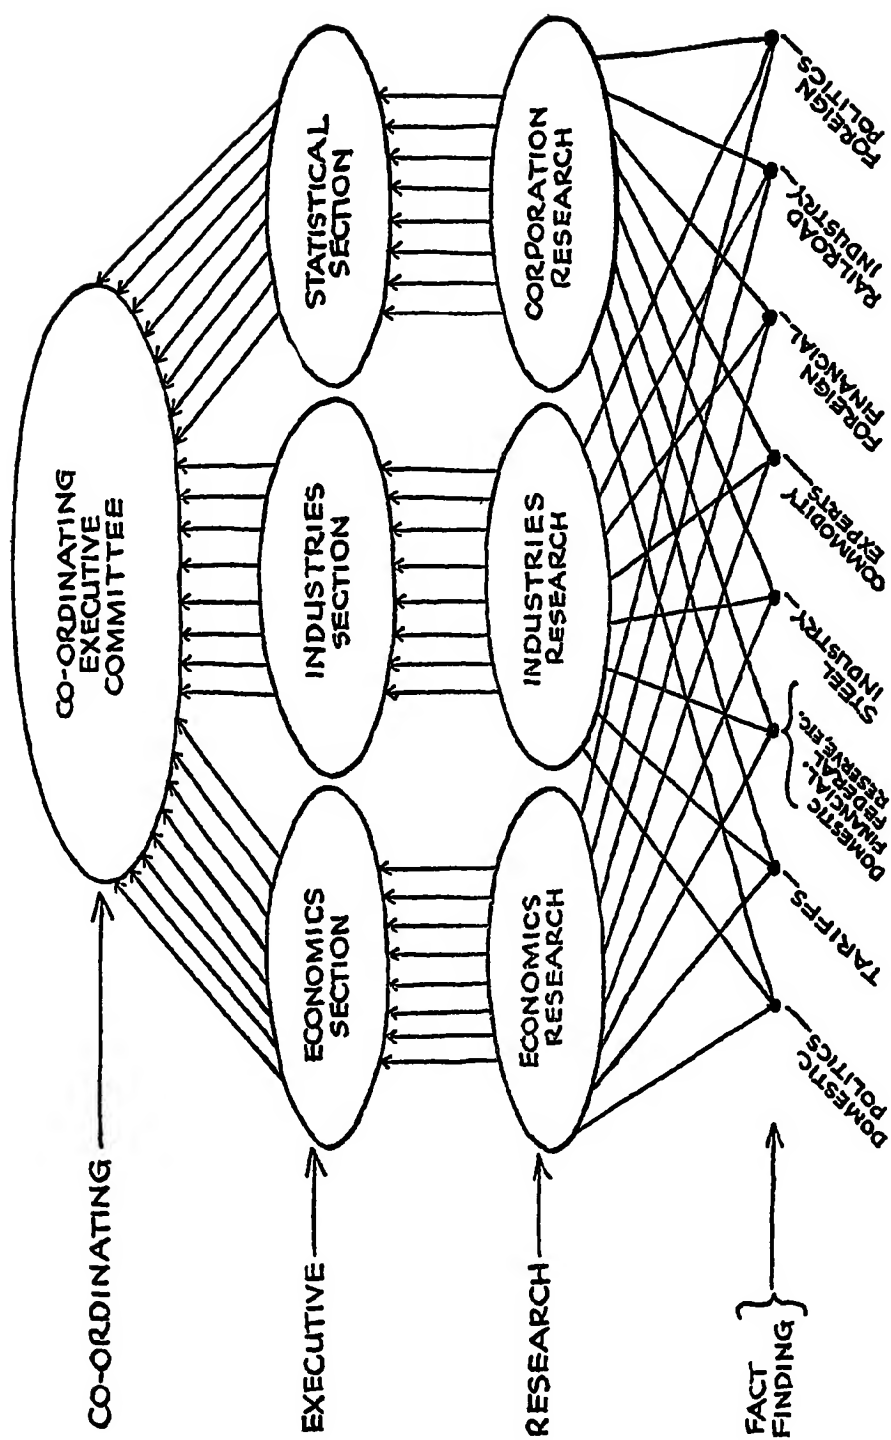 CO-ORDINATING
CO-ORDINATING
EXECUTIVE
COMMITTEE
EXECUTIVE
ECONOMICS
SECTION
INDUSTRIES
SECTION
STATISTICAL
SECTION
RESEARCH
ECONOMICS
RESEARCH
INDUSTRIES
RESEARCH
CORPORATION
RESEARCH
FACT
FINDING
DOMESTIC
POLITICS
TARIFFS
DOMESTIC
FINANCIAL.
FEDERAL
RESERVE, ETC.
STEEL
INDUSTRY
COMMODITY
EXPERTS
FOREIGN
FINANCIAL
RAILROAD
INDUSTRY
FOREIGN
POLITICS